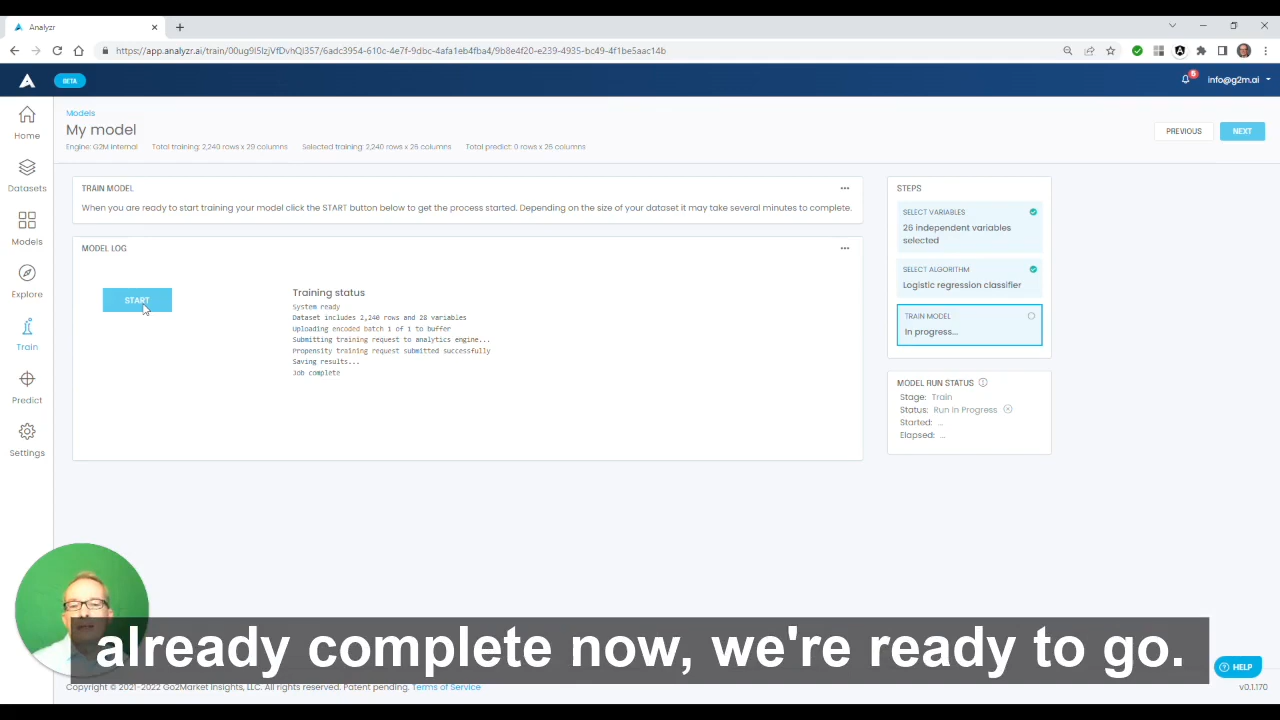 Analyzr
https://app.analyzr.ai/train/00ug9l5lzjVfDvhQJ357/6adc3954-610c-4e7f-9dbc-4afa1eb4fba4/9b8e4f20-e239-4935-bc49-4f1be5aac14b
BETA
5
info@g2m.ai
Home
Datasets
Models
Explore
Train
Predict
Settings
Models
My model
Engine: G2M Internal Total training: 2,240 rows x 29 columns Selected training: 2,240 rows x 26 columns Total predict: 0 rows x 26 columns
PREVIOUS
NEXT
TRAIN MODEL
When you are ready to start training your model click the START button below to get the process started. Depending on the size of your dataset it may take several minutes to complete.
MODEL LOG
START
Training status
System ready
Dataset includes 2,240 rows and 28 variables
Uploading encoded batch 1 of 1 to buffer
Submitting training request to analytics engine...
Propensity training request submitted successfully
Saving results...
Job complete
STEPS
SELECT VARIABLES
26 independent variables
selected
SELECT ALGORITHM
Logistic regression classifier
TRAIN MODEL
In progress...
MODEL RUN STATUS
Stage: Train
Status: Run In Progress
Started: ...
Elapsed: ...
already complete now, we're ready to go.
HELP
Copyright © 2021-2022 Go2Market Insights, LLC. All rights reserved. Patent pending. Terms of Service
v0.1.170